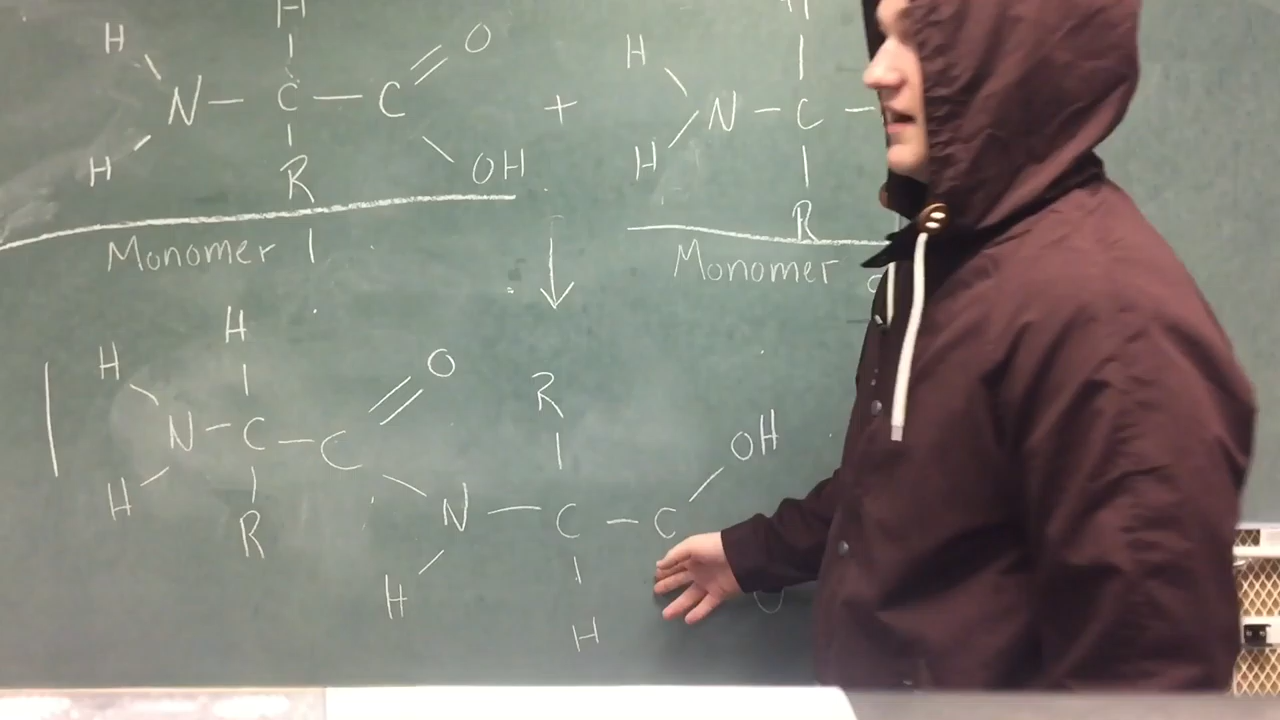 H H O H
N — C — C + N — C —
H R OH H R
Monomer 1 Monomer
H H O R OH
N — C — C
H R N — C — C
H H